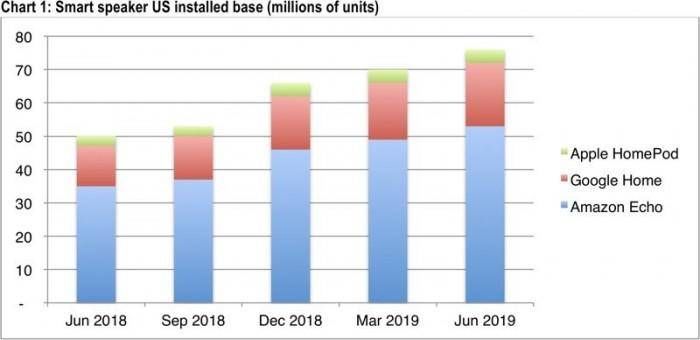 Chart 1: Smart speaker US installed base (millions of units)
80
70
60
50
40
30
20
10
-
Jun 2018 Sep 2018 Dec 2018 Mar 2019 Jun 2019
Apple HomePod
Google Home
Amazon Echo